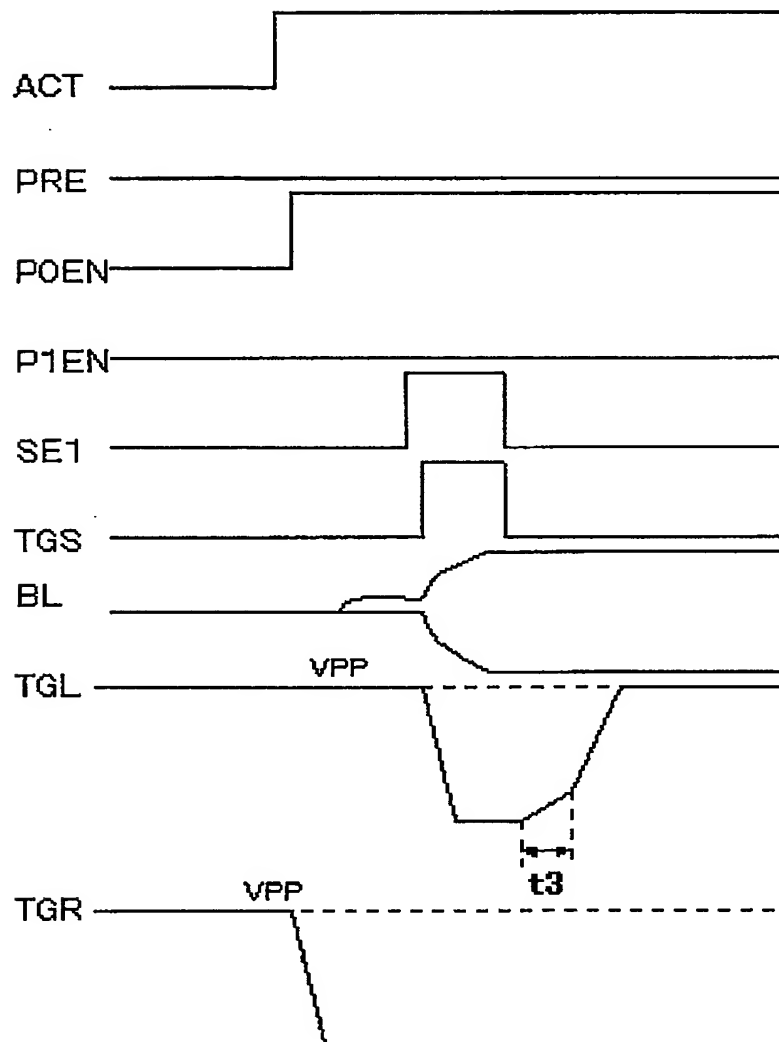 ACT
PRE
P0EN
P1EN
SE1
TGS
BL
VPP
TGL
t3
VPP
TGR